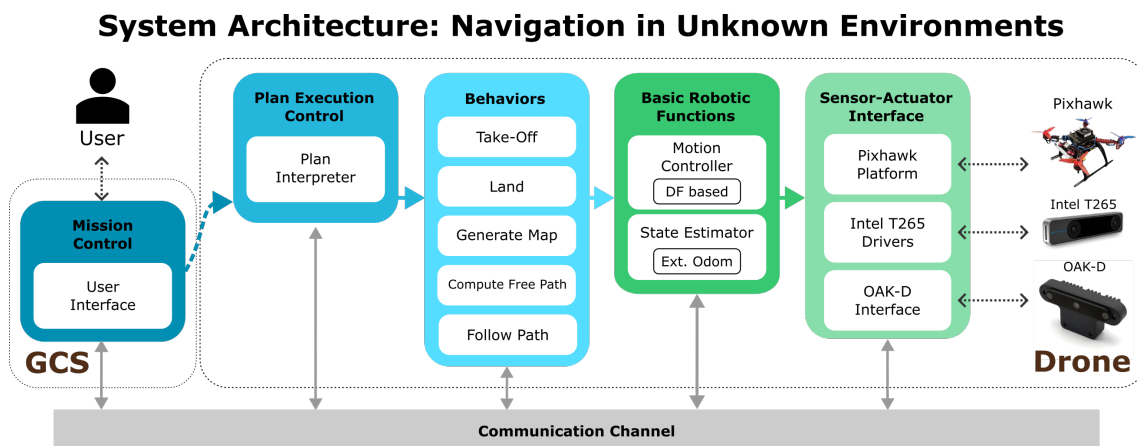 System Architecture: Navigation in Unknown Environments
User
Mission
Control
User
Interface
GCS
Plan Execution
Control
Plan
Interpreter
Behaviors
Take-Off
Land
Generate Map
Compute Free Path
Follow Path
Basic Robotic
Functions
Motion
Controller
DF based
State Estimator
Ext. Odom
Sensor-Actuator
Interface
Pixhawk
Platform
Intel T265
Drivers
OAK-D
Interface
Pixhawk
Intel T265
OAK-D
Drone
Communication Channel